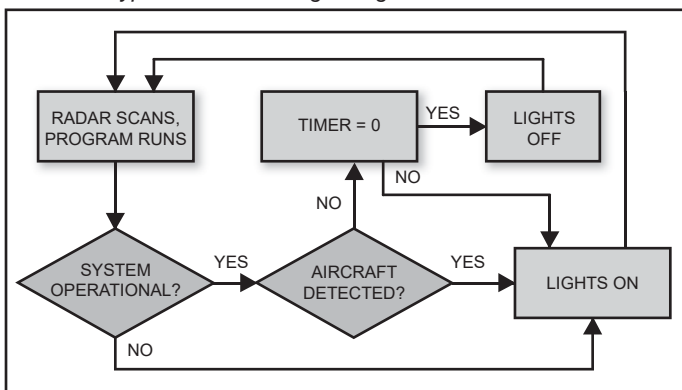 RADAR SCANS,
PROGRAM RUNS
TIMER = 0
YES
LIGHTS
OFF
NO
NO
SYSTEM
OPERATIONAL?
YES
AIRCRAFT
DETECTED?
YES
LIGHTS ON
NO